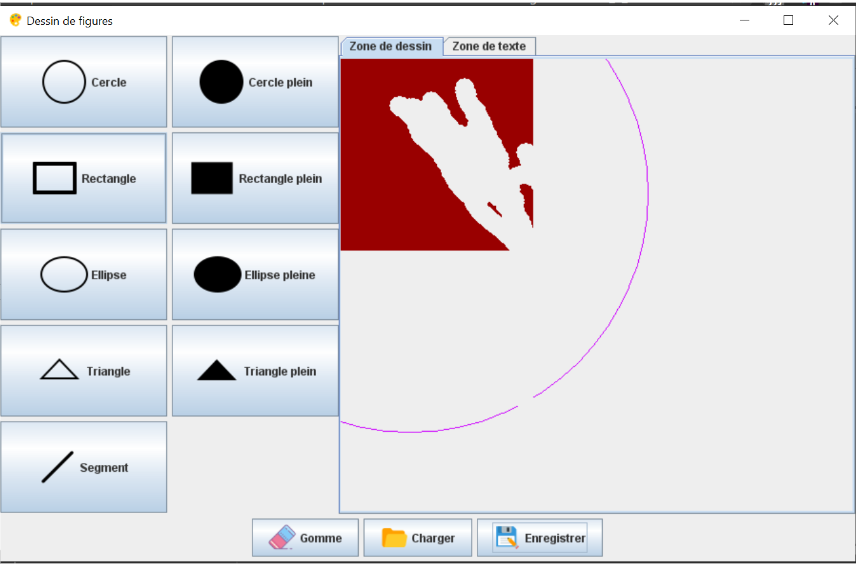 Dessin de figures
Cercle
Cercle plein
Rectangle
Rectangle plein
Ellipse
Ellipse pleine
Triangle
Triangle plein
Segment
Zone de dessin
Zone de texte
Gomme
Charger
Enregistrer